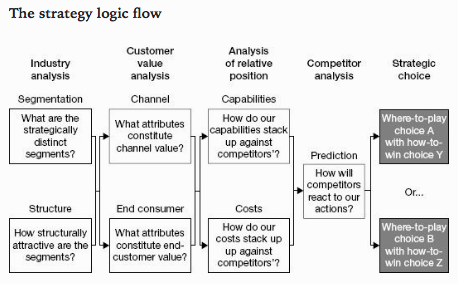 The strategy logic flow
Industry
analysis
Customer
value
analysis
Analysis
of relative
position
Competitor
analysis
Strategic
choice
Segmentation
What are the
strategically
distinct
segments?
Structure
How structurally
attractive are the
segments?
Channel
What attributes
constitute
channel value?
End consumer
What attributes
constitute end-
customer value?
Capabilities
How do our
capabilities stack
up against
competitors'?
Costs
How do our
costs stack up
up against
competitors'?
Prediction
How will
competitors
react to our
actions?
Where-to-play
choice A
with how-to-
win choice Y
Or...
Where-to-play
choice B
with how-to-
win choice Z